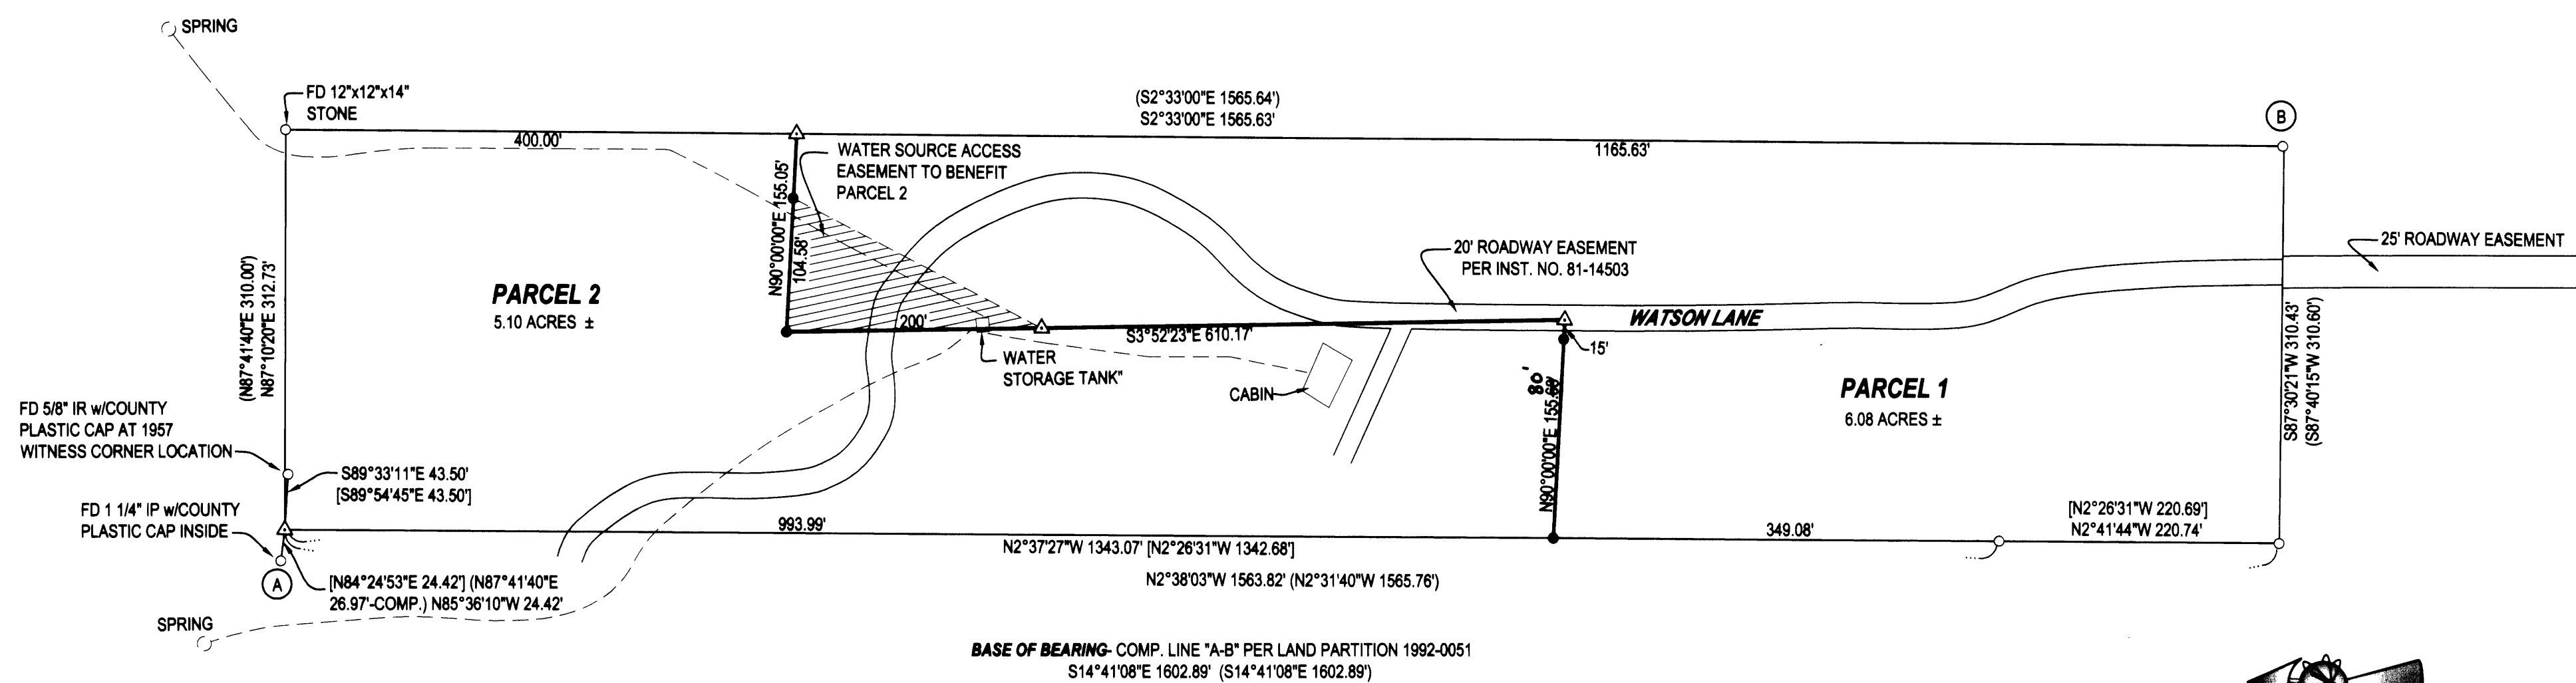 SPRING
FD 12"x12"x14"
STONE
(S2°33'00"E 1565.64')
S2°33'00"E 1565.63'
B
400.00'
1165.63'
WATER SOURCE ACCESS
EASEMENT TO BENEFIT
PARCEL 2
N90°00'00"E 155.05'
104.58'
20' ROADWAY EASEMENT
PER INST. NO. 81-14503
25' ROADWAY EASEMENT
PARCEL 2
5.10 ACRES ±
(N87°41'40"E 310.00')
N87°10'20"E 312.73'
200'
S3°52'23"E 610.17'
WATSON LANE
15'
WATER
STORAGE TANK"
CABIN
80'
N90°00'00"E
PARCEL 1
6.08 ACRES ±
S87°30'21"W 310.43'
(S87°40'15"W 310.60')
FD 5/8" IR w/COUNTY
PLASTIC CAP AT 1957
WITNESS CORNER LOCATION
S89°33'11"E 43.50'
[S89°54'45"E 43.50']
FD 1 1/4" IP w/COUNTY
PLASTIC CAP INSIDE
993.99'
349.08'
[N2°26'31"W 220.69']
N2°41'44"W 220.74'
N2°37'27"W 1343.07' [N2°26'31"W 1342.68']
A
[N84°24'53"E 24.42'] (N87°41'40"E
26.97'-COMP.) N85°36'10"W 24.42'
N2°38'03"W 1563.82' (N2°31'40"W 1565.76')
SPRING
BASE OF BEARING- COMP. LINE "A-B" PER LAND PARTITION 1992-0051
S14°41'08"E 1602.89' (S14°41'08"E 1602.89')